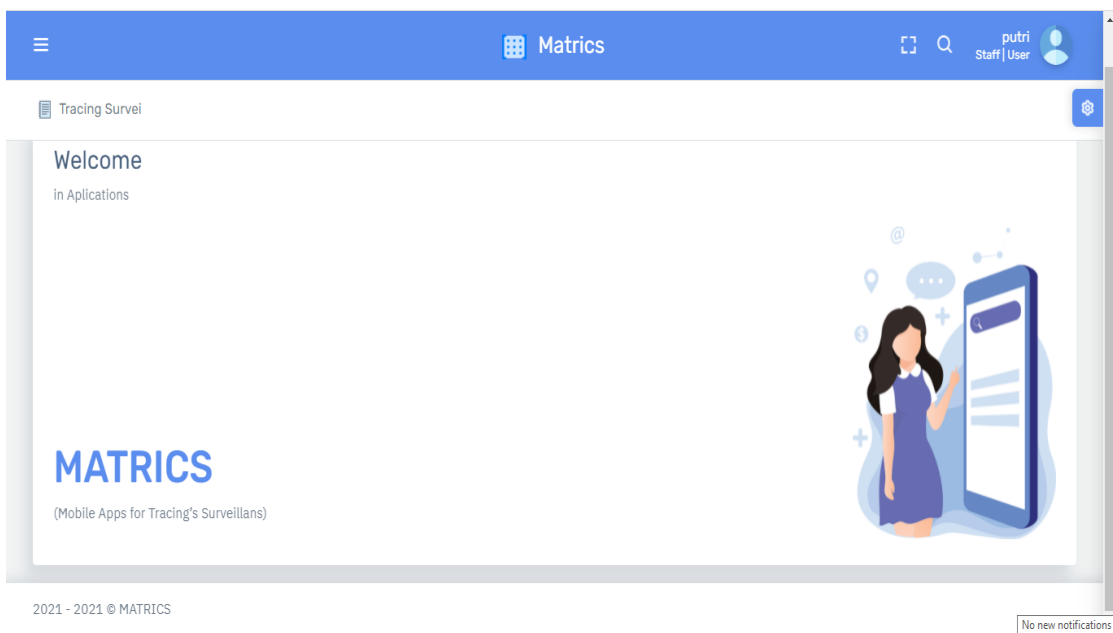 Matrics
putri
Staff | User
Tracing Survei
Welcome
in Aplications
@
$
MATRICS
(Mobile Apps for Tracing's Surveillans)
2021 - 2021 © MATRICS
No new notifications